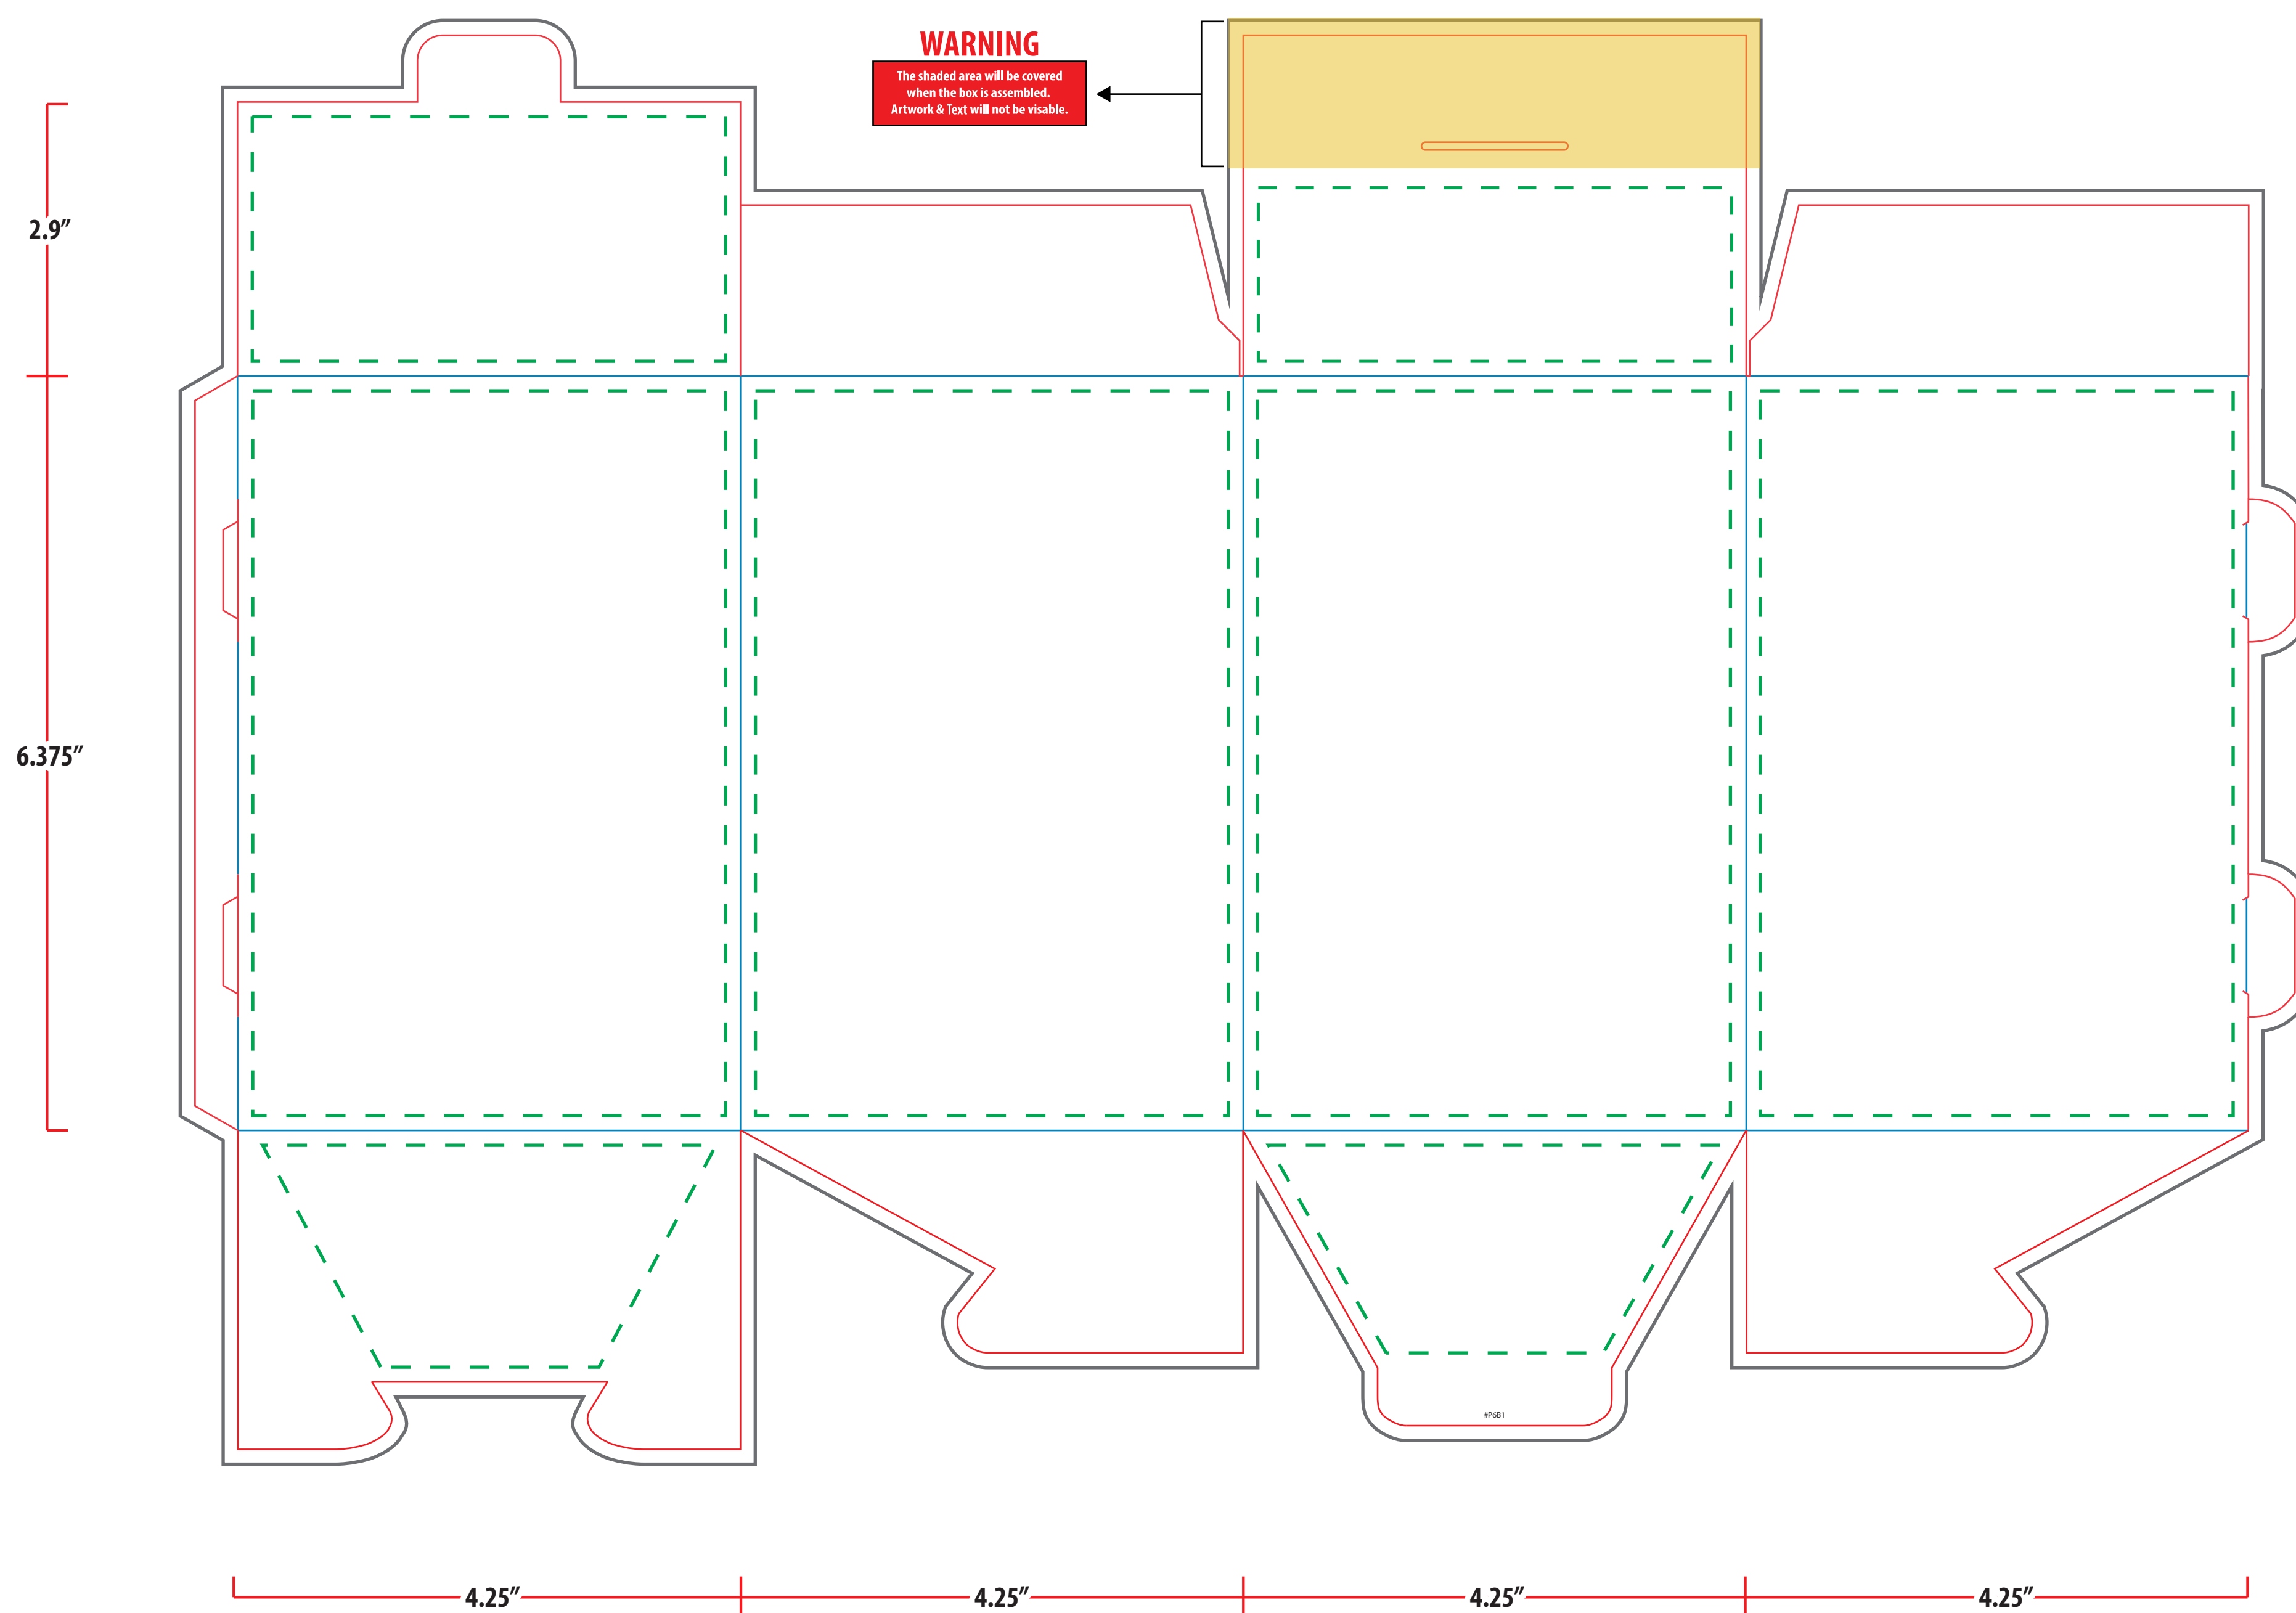 WARNING
The shaded area will be covered
when the box is assembled.
Artwork & Text will not be visable.
2.9″
6.375″
#P6B1
4.25″ 4.25″ 4.25″ 4.25″